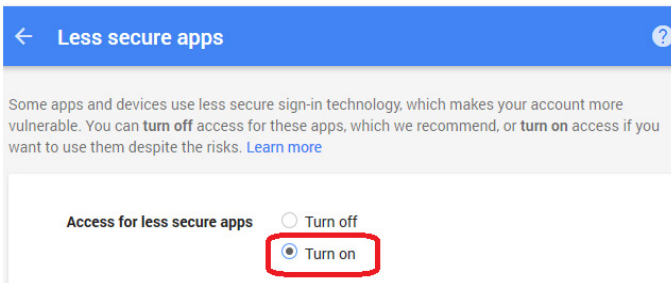 Less secure apps
Some apps and devices use less secure sign-in technology, which makes your account more
vulnerable. You can turn off access for these apps, which we recommend, or turn on access if you
want to use them despite the risks. Learn more
Access for less secure apps
Turn off
Turn on